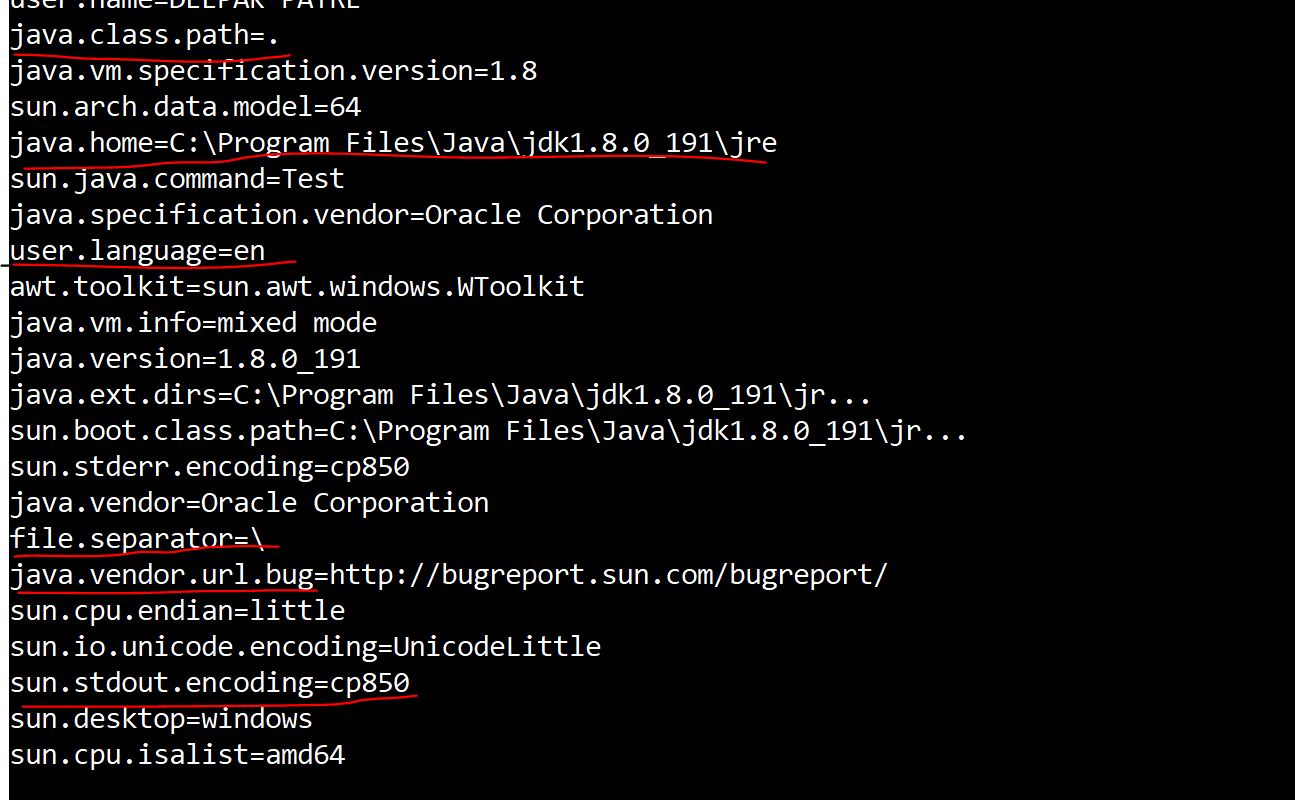 user.name=DEEPAK PATRE
java.class.path=.
java.vm.specification.version=1.8
sun.arch.data.model=64
java.home=C:\Program Files\Java\jdk1.8.0_191\jre
sun.java.command=Test
java.specification.vendor=Oracle Corporation
user.language=en
awt.toolkit=sun.awt.windows.WToolkit
java.vm.info=mixed mode
java.version=1.8.0_191
java.ext.dirs=C:\Program Files\Java\jdk1.8.0_191\jr...
sun.boot.class.path=C:\Program Files\Java\jdk1.8.0_191\jr...
sun.stderr.encoding=cp850
java.vendor=Oracle Corporation
file.separator=\
java.vendor.url.bug=http://bugreport.sun.com/bugreport/
sun.cpu.endian=little
sun.io.unicode.encoding=UnicodeLittle
sun.stdout.encoding=cp850
sun.desktop=windows
sun.cpu.isalist=amd64